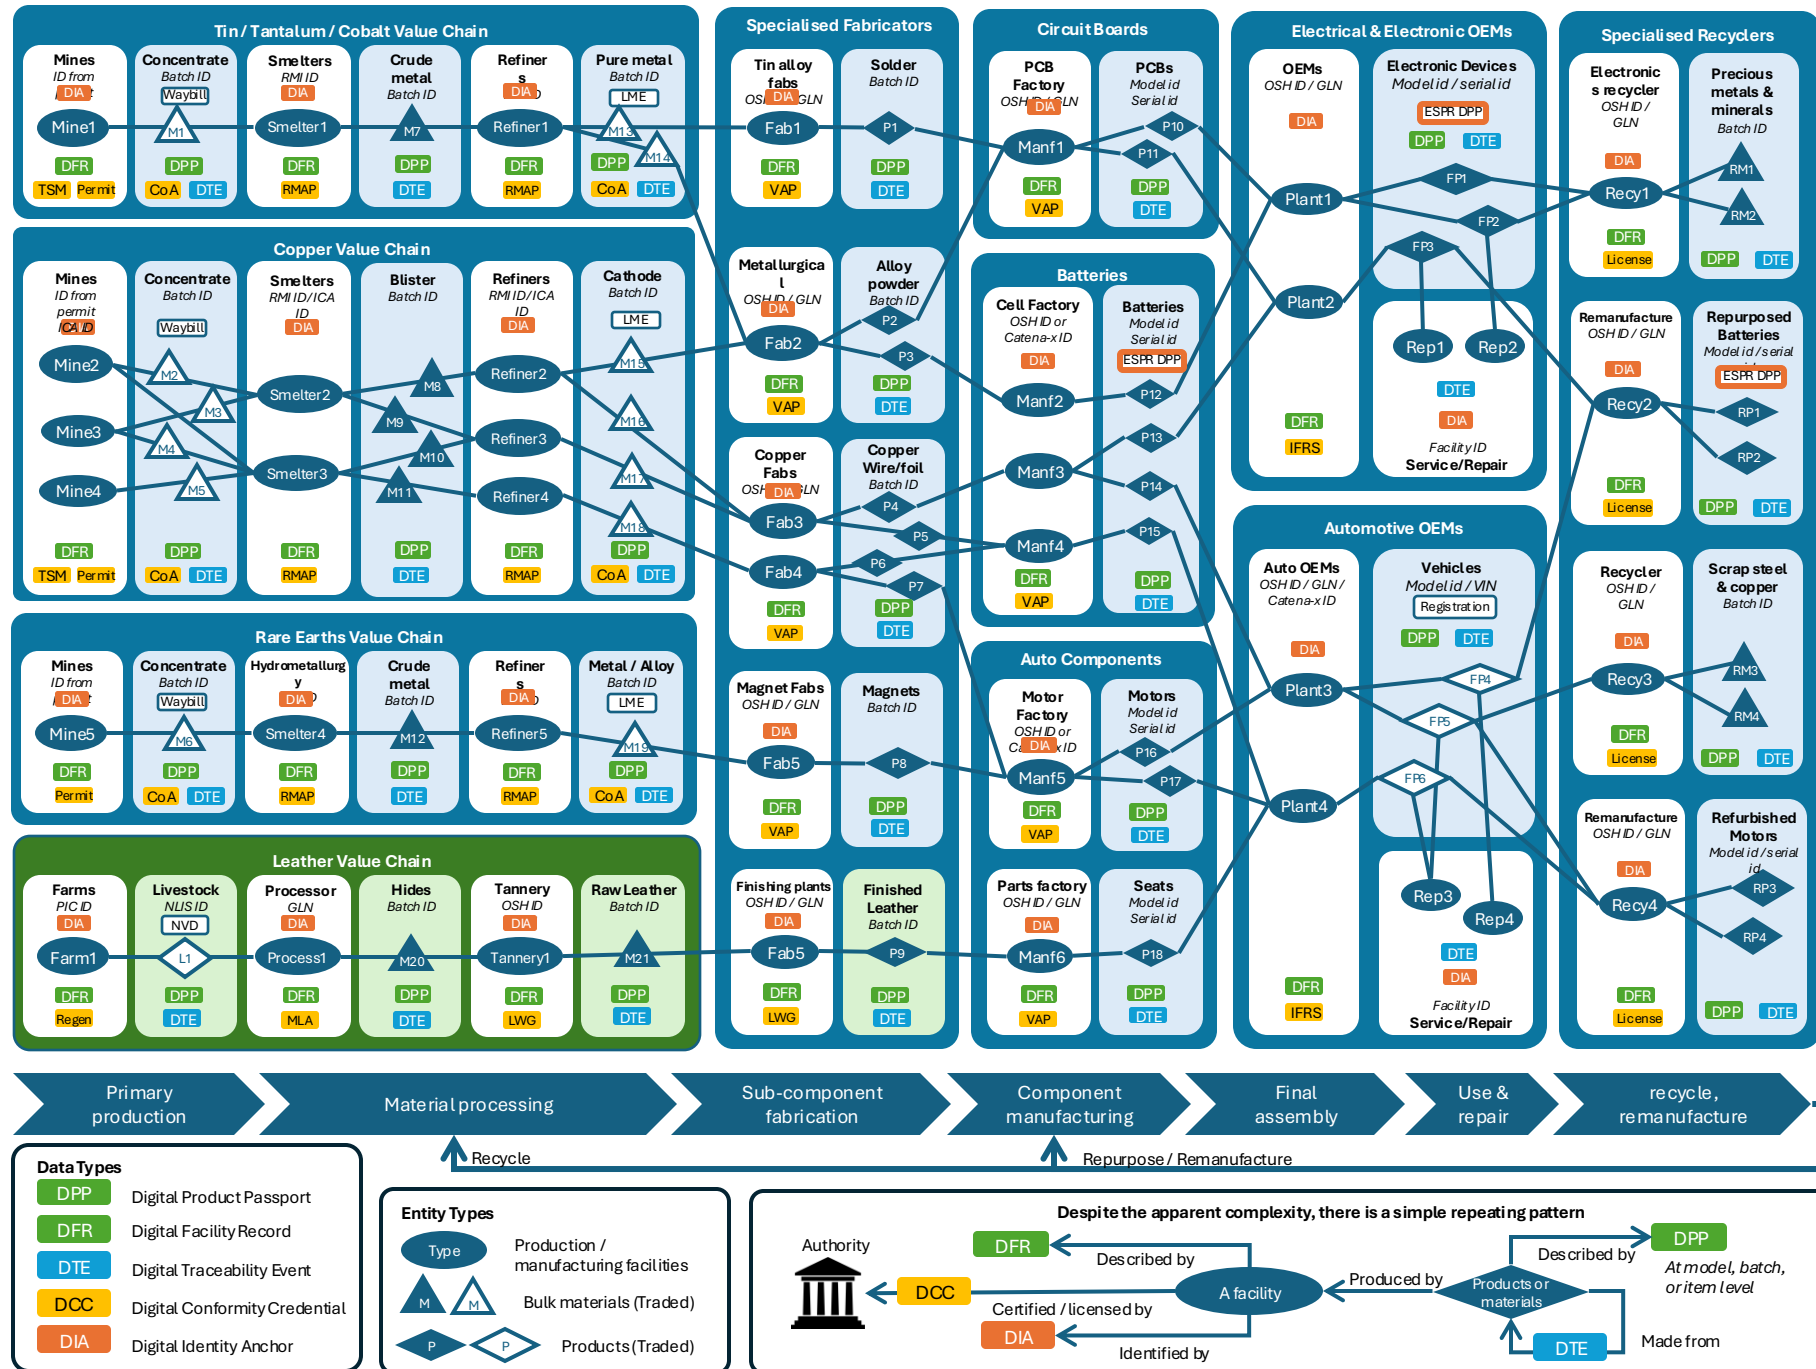 Tin / Tantalum / Cobalt Value Chain
Mines
ID from
DIA
Mine1
DFR
TSM Permit
Concentrate
Batch ID
Waybill
M1
DPP
CoA DTE
Smelters
RMI ID
DIA
Smelter1
DFR
RMAP
Crude
metal
Batch ID
M7
DPP
DTE
Refiner
s
DIA
Refiner1
DFR
RMAP
Pure metal
Batch ID
LME
M13
M14
DPP
CoA DTE
Copper Value Chain
Mines
ID from
permit
ICA ID
Mine2
Mine3
Mine4
DFR
TSM Permit
Concentrate
Batch ID
Waybill
M2
M3
M4
M5
DPP
CoA DTE
Smelters
RMI ID/ICA
ID
DIA
Smelter2
Smelter3
DFR
RMAP
Blister
Batch ID
M8
M9
M10
M11
DPP
DTE
Refiners
RMI ID/ICA
ID
DIA
Refiner2
Refiner3
Refiner4
DFR
RMAP
Cathode
Batch ID
LME
M15
M16
M17
M18
DPP
CoA DTE
Rare Earths Value Chain
Mines
ID from
DIA
Mine5
DFR
Permit
Concentrate
Batch ID
Waybill
M6
DPP
CoA DTE
Hydrometallurg
y
DIA
Smelter4
DFR
RMAP
Crude
metal
Batch ID
M12
DPP
DTE
Refiner
s
DIA
Refiner5
DFR
RMAP
Metal / Alloy
Batch ID
LME
M19
DPP
CoA DTE
Leather Value Chain
Farms
PIC ID
DIA
Farm1
DFR
Regen
Livestock
NLIS ID
NVD
L1
DPP
DTE
Processor
GLN
DIA
Process1
DFR
MLA
Hides
Batch ID
M20
DPP
DTE
Tannery
OSH ID
DIA
Tannery1
DFR
LWG
Raw Leather
Batch ID
M21
DPP
DTE
Specialised Fabricators
Tin alloy
fabs
OSH ID / GLN
DIA
Fab1
DFR
VAP
Solder
Batch ID
P1
DPP
DTE
Metallurgica
l
OSH ID / GLN
DIA
Fab2
DFR
VAP
Alloy
powder
Batch ID
P2
P3
DPP
DTE
Copper
Fabs
OSH ID / GLN
DIA
Fab3
Fab4
DFR
VAP
Copper
Wire/foil
Batch ID
P4
P5
P6
P7
DPP
DTE
Magnet Fabs
OSH ID / GLN
DIA
Fab5
DFR
VAP
Magnets
Batch ID
P8
DPP
DTE
Finishing plants
OSH ID / GLN
DIA
Fab5
DFR
LWG
Finished
Leather
Batch ID
P9
DPP
DTE
Circuit Boards
PCB
Factory
OSH ID / GLN
DIA
Manf1
DFR
VAP
PCBs
Model id
Serial id
P10
P11
DPP
DTE
Batteries
Cell Factory
OSH ID or
Catena-x ID
DIA
Manf2
Manf3
Manf4
DFR
VAP
Batteries
Model id
Serial id
ESPR DPP
P12
P13
P14
P15
DPP
DTE
Auto Components
Motor
Factory
OSH ID or
Catena-x ID
DIA
Manf5
DFR
VAP
Motors
Model id
Serial id
P16
P17
DPP
DTE
Parts factory
OSH ID / GLN
DIA
Manf6
DFR
VAP
Seats
Model id
Serial id
P18
DPP
DTE
Electrical & Electronic OEMs
OEMs
OSH ID / GLN
DIA
Plant1
Plant2
DFR
IFRS
Electronic Devices
Model id / serial id
ESPR DPP
DPP DTE
FP1
FP2
FP3
Rep1 Rep2
DTE
DIA
Facility ID
Service/Repair
Automotive OEMs
Auto OEMs
OSH ID / GLN /
Catena-x ID
DIA
Plant3
Plant4
DFR
IFRS
Vehicles
Model id / VIN
Registration
DPP DTE
FP4
FP5
FP6
Rep3
Rep4
DTE
DIA
Facility ID
Service/Repair
Specialised Recyclers
Electronic
s recycler
OSH ID /
GLN
DIA
Recy1
DFR
License
Precious
metals &
minerals
Batch ID
RM1
RM2
DPP DTE
Remanufacture
OSH ID / GLN
DIA
Recy2
DFR
License
Repurposed
Batteries
Model id / serial
ESPR DPP
RP1
RP2
DPP DTE
Recycler
OSH ID /
GLN
DIA
Recy3
DFR
License
Scrap steel
& copper
Batch ID
RM3
RM4
DPP DTE
Remanufacture
OSH ID / GLN
DIA
Recy4
DFR
License
Refurbished
Motors
Model id / serial
id
RP3
RP4
DPP DTE
Primary
production
Material processing
Sub-component
fabrication
Component
manufacturing
Final
assembly
Use &
repair
recycle,
remanufacture
Recycle
Repurpose / Remanufacture
Data Types
DPP Digital Product Passport
DFR Digital Facility Record
DTE Digital Traceability Event
DCC Digital Conformity Credential
DIA Digital Identity Anchor
Entity Types
Type Production /
manufacturing facilities
M M Bulk materials (Traded)
P P Products (Traded)
Despite the apparent complexity, there is a simple repeating pattern
Authority
DFR
Described by
DCC
Certified / licensed by
DIA
Identified by
A facility
Produced by
Products or
materials
Described by
DPP
At model, batch,
or item level
DTE
Made from